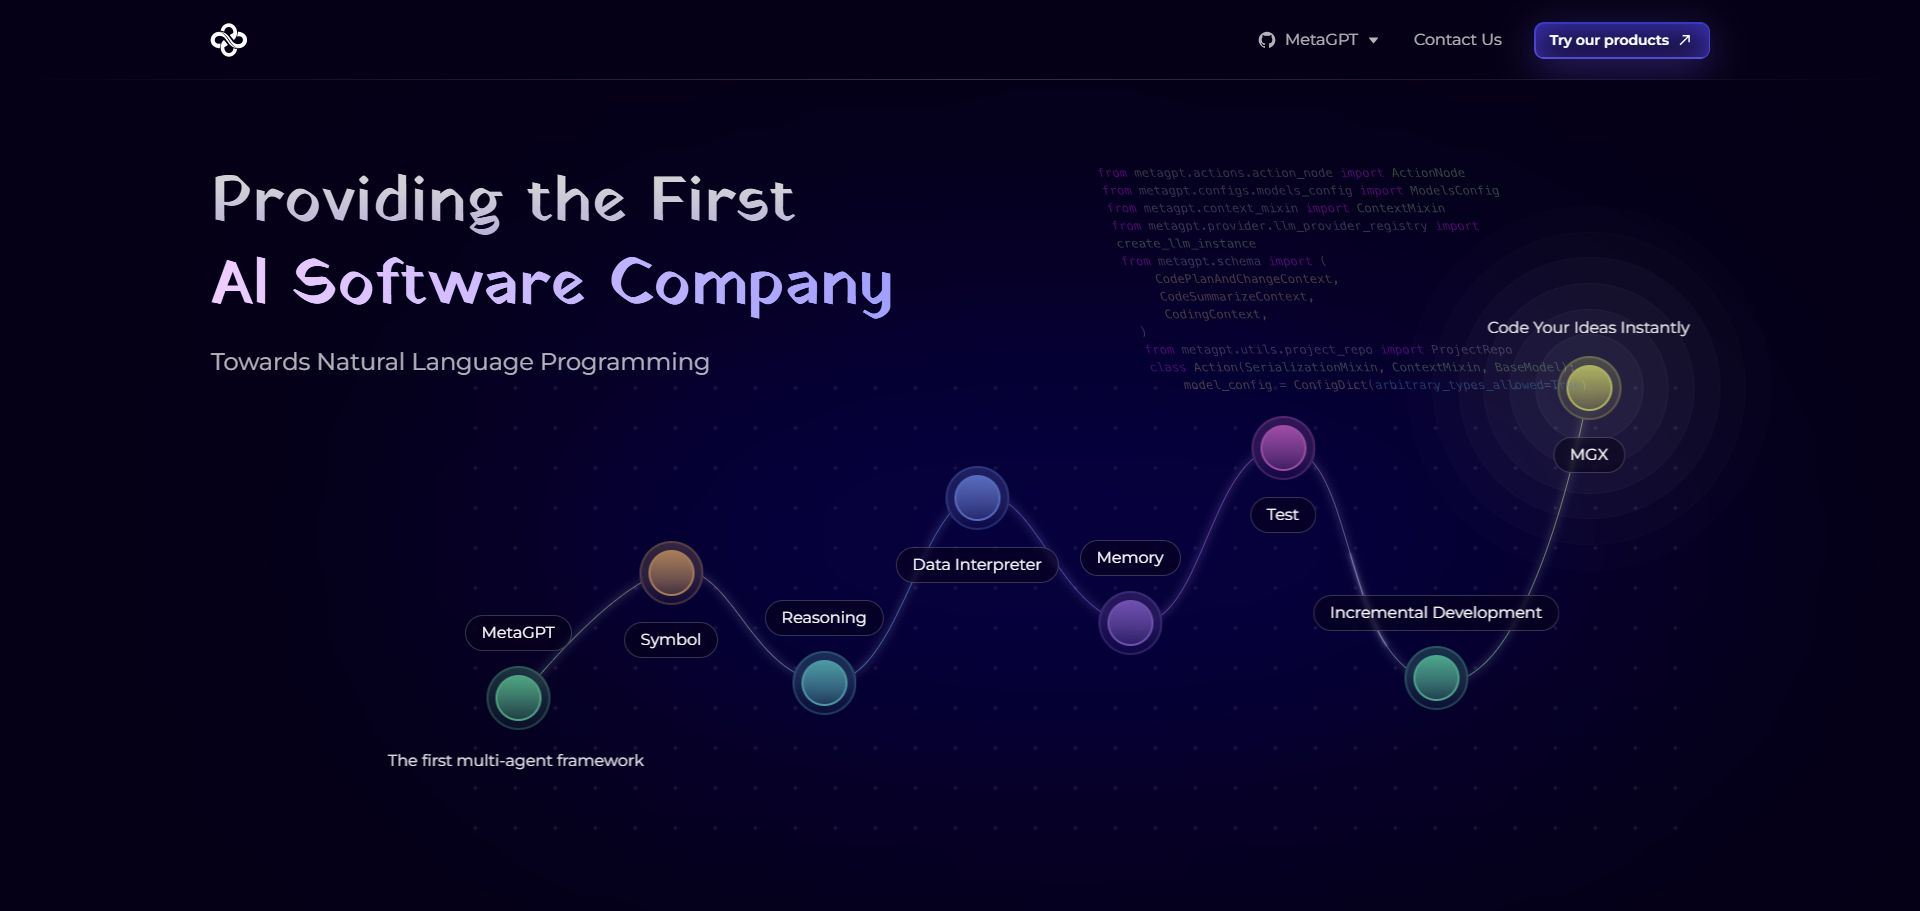 MetaGPT
Contact Us
Try our products
Providing the First
AI Software Company
Towards Natural Language Programming
from metagpt.actions.action_node import ActionNode
from metagpt.configs.models_config import ModelsConfig
from metagpt.context_mixin import ContextMixin
from metagpt.provider.llm_provider_registry import
create_llm_instance
from metagpt.schema import (
CodePlanAndChangeContext,
CodeSummarizeContext,
CodingContext,
)
from metagpt.utils.project_repo import ProjectRepo
class Action(SerializationMixin, ContextMixin, BaseModel):
model_config = ConfigDict(arbitrary_types_allowed=True)
Code Your Ideas Instantly
MGX
Test
Data Interpreter
Memory
Incremental Development
Reasoning
MetaGPT
Symbol
The first multi-agent framework